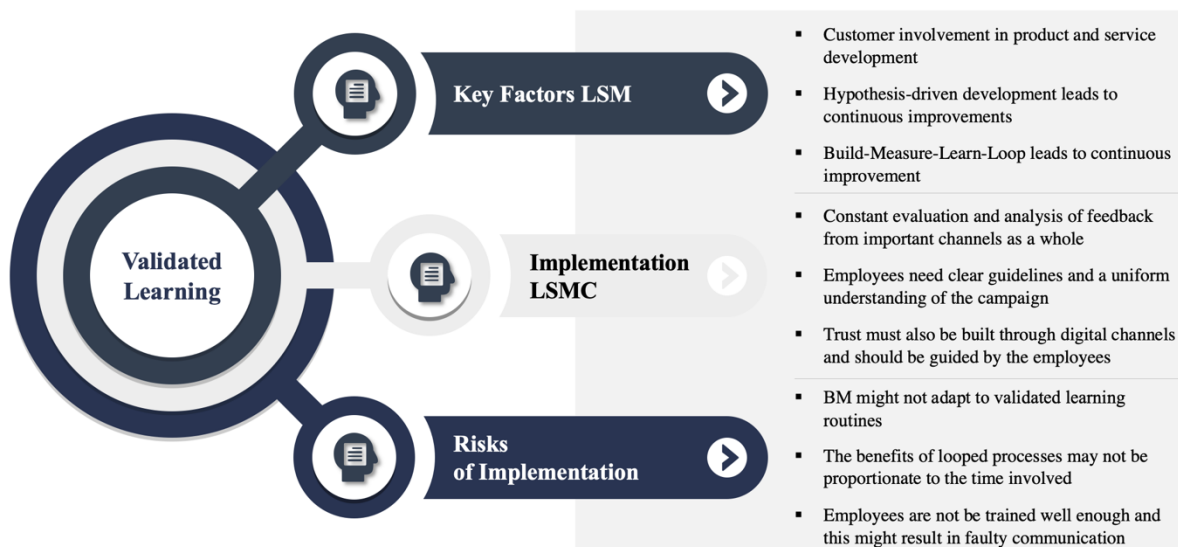 Validated
Learning
Key Factors LSM
▪ Customer involvement in product and service
development
▪ Hypothesis-driven development leads to
continuous improvements
▪ Build-Measure-Learn-Loop leads to continuous
improvement
Implementation
LSMC
▪ Constant evaluation and analysis of feedback
from important channels as a whole
▪ Employees need clear guidelines and a uniform
understanding of the campaign
▪ Trust must also be built through digital channels
and should be guided by the employees
Risks
of Implementation
▪ BM might not adapt to validated learning
routines
▪ The benefits of looped processes may not be
proportionate to the time involved
▪ Employees are not be trained well enough and
this might result in faulty communication